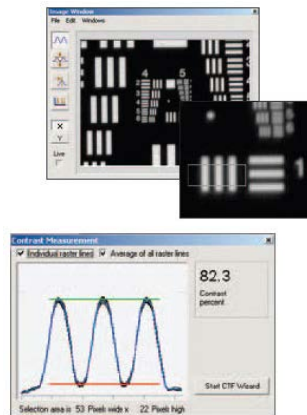 Image Window
File Edit Windows
X
Y
Live
4 5
1
Contrast Measurement
Individual raster lines Average of all raster lines
82.3
Contrast
percent
Start CTF Wizard
Selection area is 53 Pixels wide x 22 Pixels high